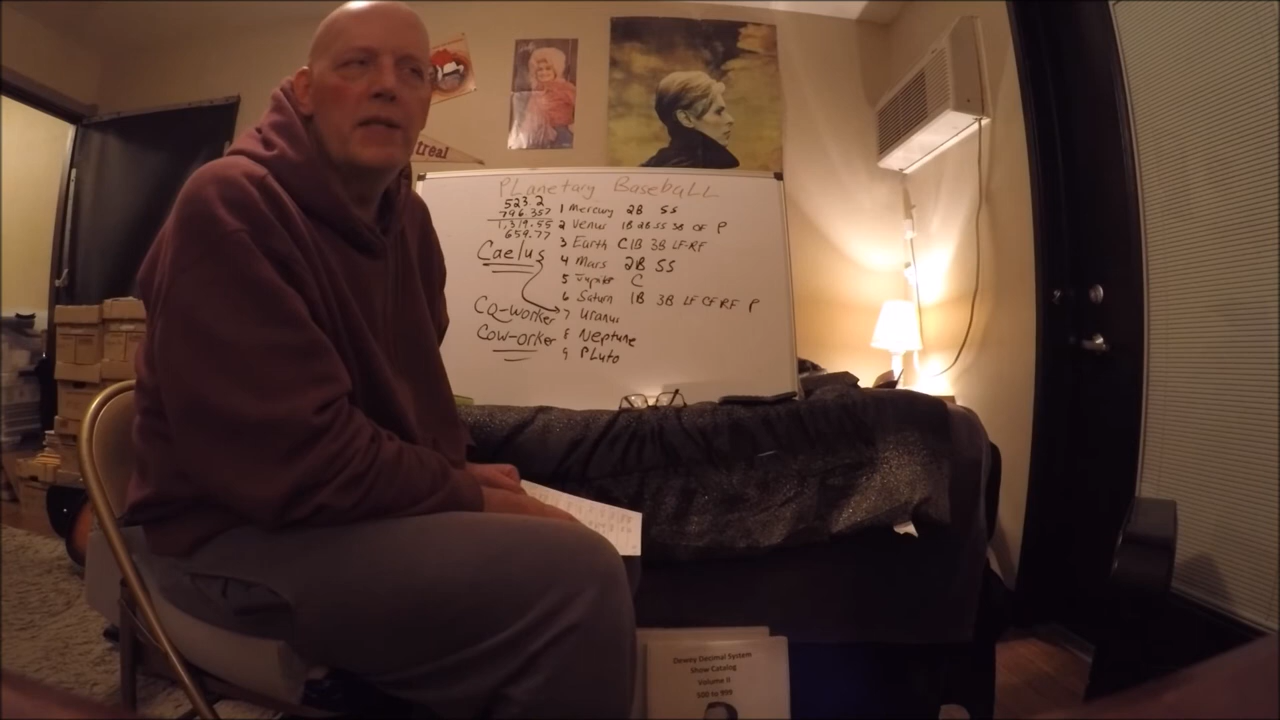 treal
PLanetary Baseball
523.2
796.357
1,319.55
659.77
1 Mercury 2B SS
2 Venus 1B 2B SS 3B OF P
3 Earth C 1B 3B LF-RF
Caelus
4 Mars 2B SS
5 Jupiter C
6 Saturn 1B 3B LF CF RF P
CO-worker
7 Uranus
Cow-orker
8 Neptune
9 PLuto
Dewey Decimal System
Show Catalog
Volume II
500 to 999